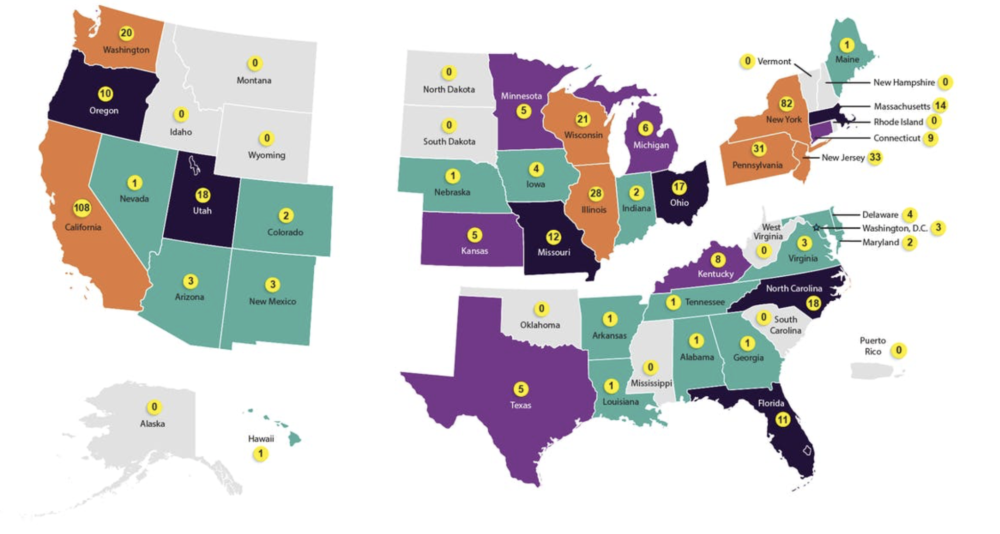 20
Washington
0
Montana
10
Oregon
0
Idaho
0
Wyoming
1
Nevada
18
Utah
2
Colorado
108
California
3
Arizona
3
New Mexico
0
Alaska
Hawaii
1
0
North Dakota
Minnesota
5
0
South Dakota
21
Wisconsin
6
Michigan
1
Nebraska
4
Iowa
28
Illinois
2
Indiana
17
Ohio
5
Kansas
12
Missouri
1
Maine
0 Vermont
New Hampshire 0
82
New York
Massachusetts 14
Rhode Island 0
Connecticut 9
31
Pennsylvania
New Jersey 33
Delaware 4
Washington, D.C. 3
Maryland 2
West
Virginia
0
3
Virginia
8
Kentucky
North Carolina
18
1 Tennessee
0 South
Carolina
0
Oklahoma
1
Arkansas
1
Alabama
1
Georgia
0
Mississippi
5
Texas
1
Louisiana
Florida
11
Puerto
Rico 0